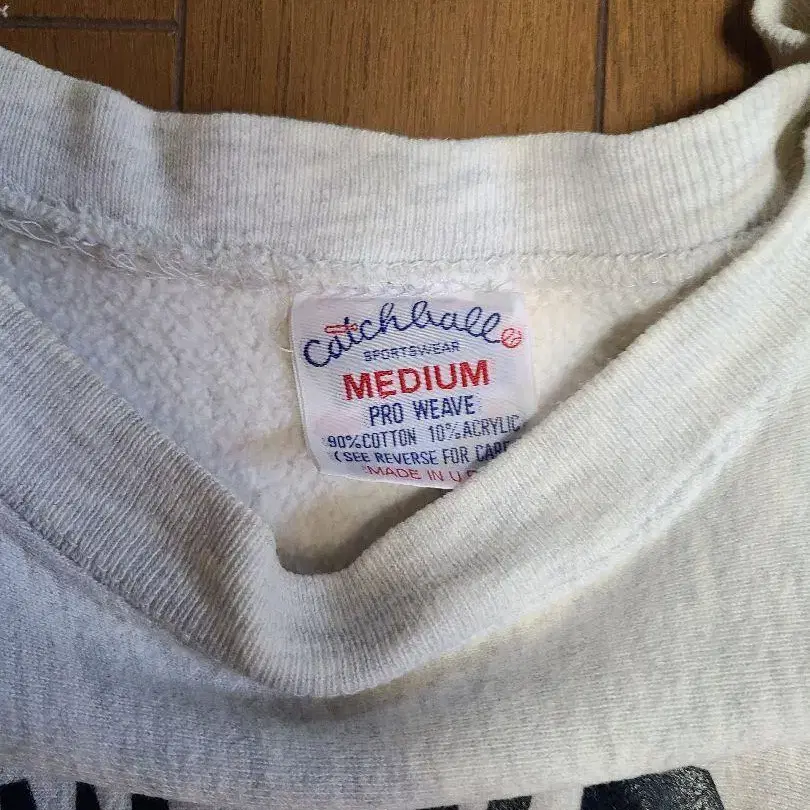 Catchball
SPORTSWEAR
MEDIUM
PRO WEAVE
90% COTTON 10% ACRYLIC
(SEE REVERSE FOR CARE
MADE IN U